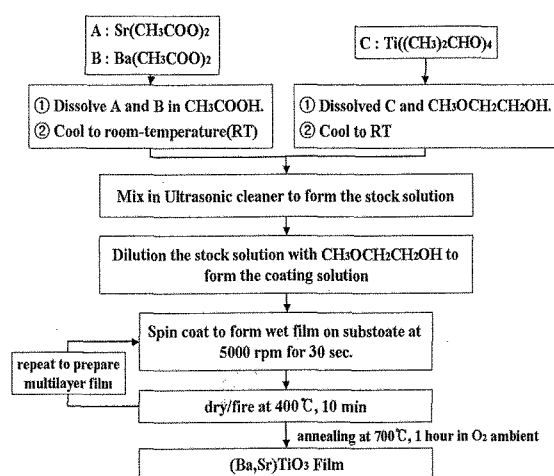 A : Sr(CH3COO)2
B : Ba(CH3COO)2
C : Ti((CH3)2CHO)4
① Dissolve A and B in CH3COOH.
② Cool to room-temperature(RT)
① Dissolved C and CH3OCH2CH2OH.
② Cool to RT
Mix in Ultrasonic cleaner to form the stock solution
Dilution the stock solution with CH3OCH2CH2OH to
form the coating solution
Spin coat to form wet film on substoate at
5000 rpm for 30 sec.
repeat to prepare
multilayer film
dry/fire at 400℃, 10 min
annealing at 700℃, 1 hour in O2 ambient
(Ba,Sr)TiO3 Film